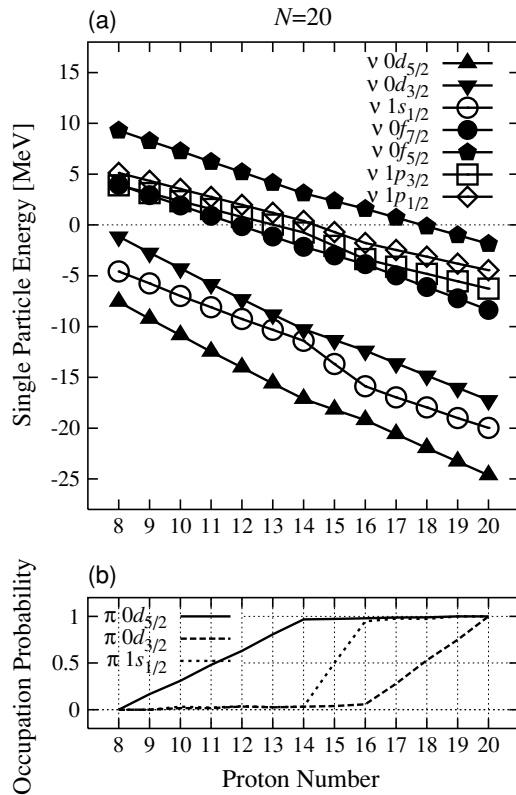 (a)
N=20
ν 0d5/2
ν 0d3/2
ν 1s1/2
ν 0f7/2
ν 0f5/2
ν 1p3/2
ν 1p1/2
Single Particle Energy [MeV]
15
10
5
0
-5
-10
-15
-20
-25
8 9 10 11 12 13 14 15 16 17 18 19 20
(b)
Occupation Probability
1
0.5
0
π 0d5/2
π 0d3/2
π 1s1/2
8 9 10 11 12 13 14 15 16 17 18 19 20
Proton Number